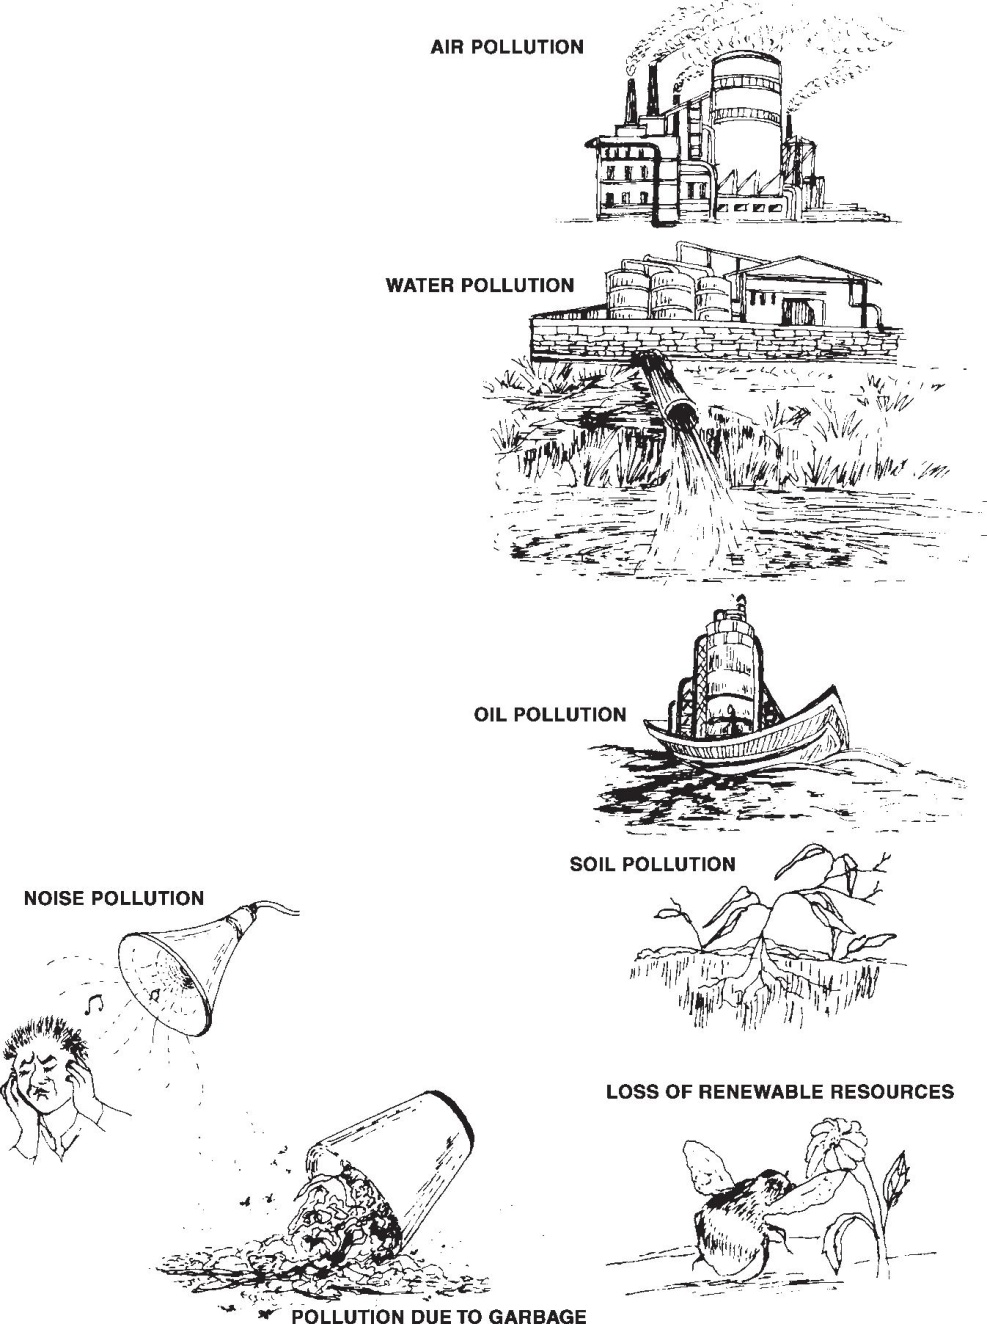 AIR POLLUTION
WATER POLLUTION
OIL POLLUTION
SOIL POLLUTION
NOISE POLLUTION
LOSS OF RENEWABLE RESOURCES
POLLUTION DUE TO GARBAGE